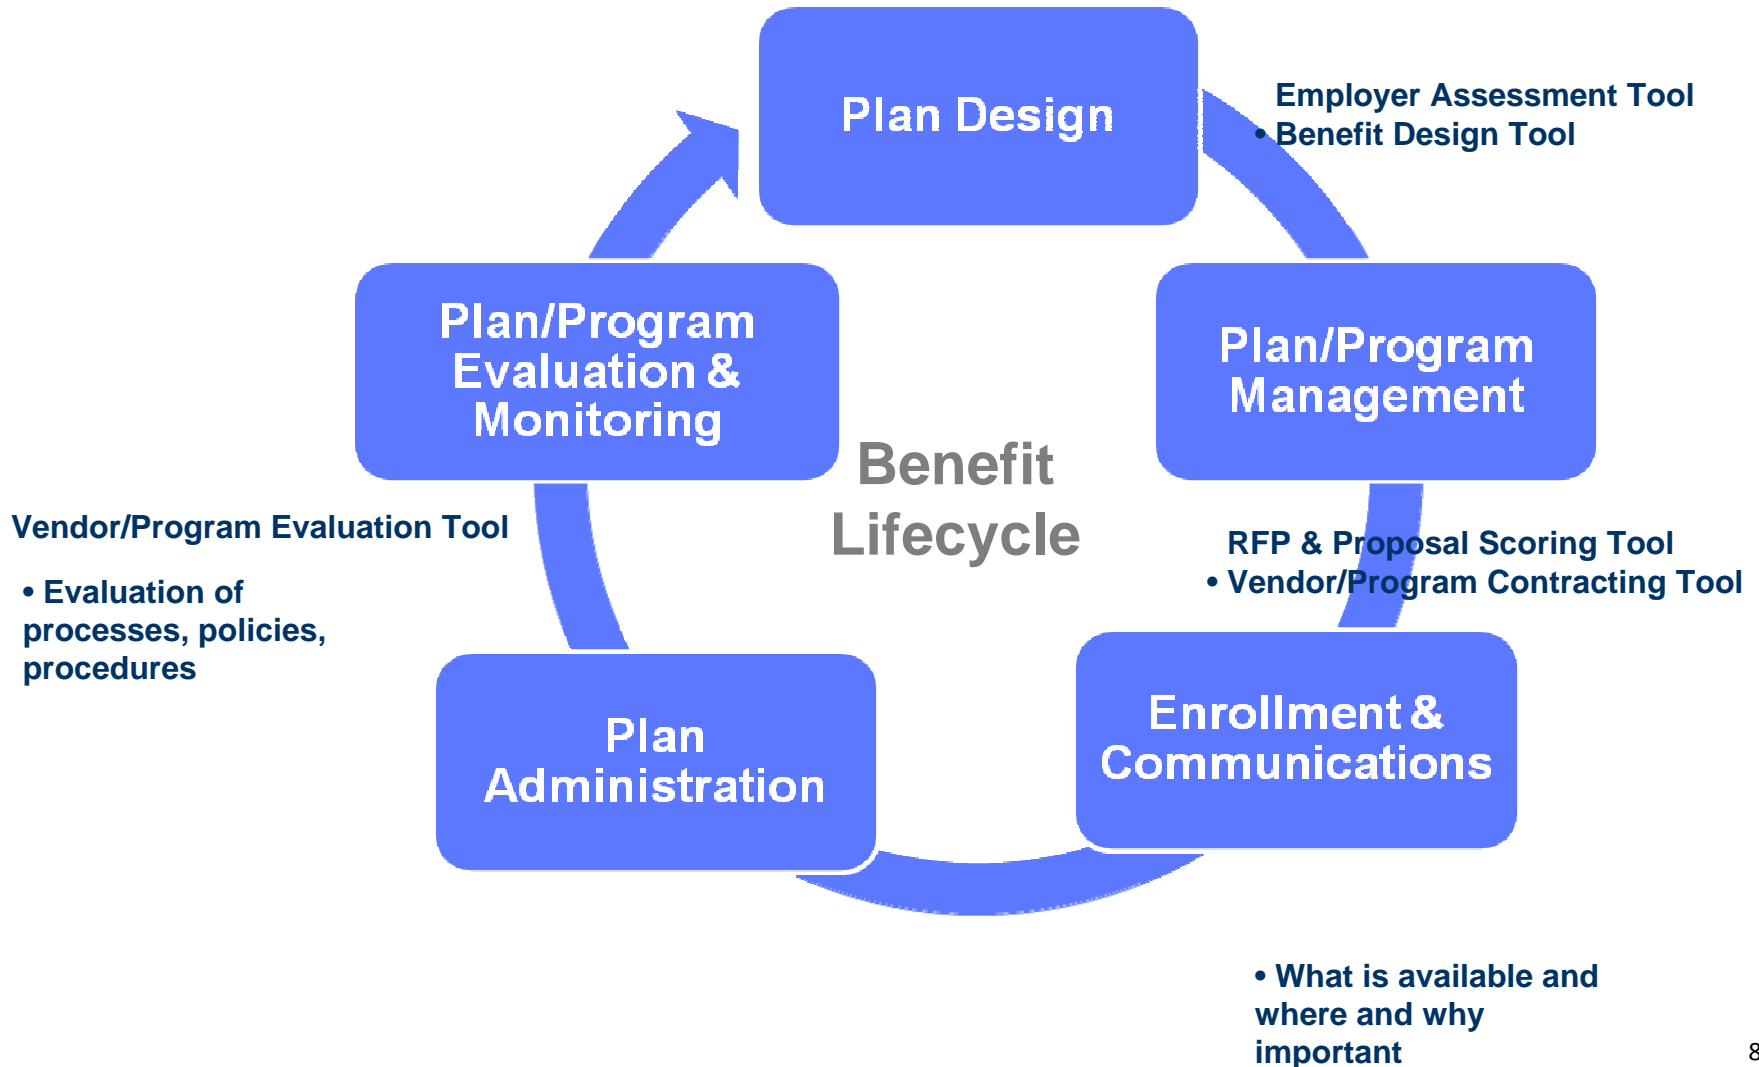 Plan Design
Employer Assessment Tool
• Benefit Design Tool
Plan/Program
Management
RFP & Proposal Scoring Tool
• Vendor/Program Contracting Tool
Enrollment &
Communications
• What is available and
where and why
important
Plan
Administration
Vendor/Program Evaluation Tool
• Evaluation of
processes, policies,
procedures
Plan/Program
Evaluation &
Monitoring
Benefit
Lifecycle
8